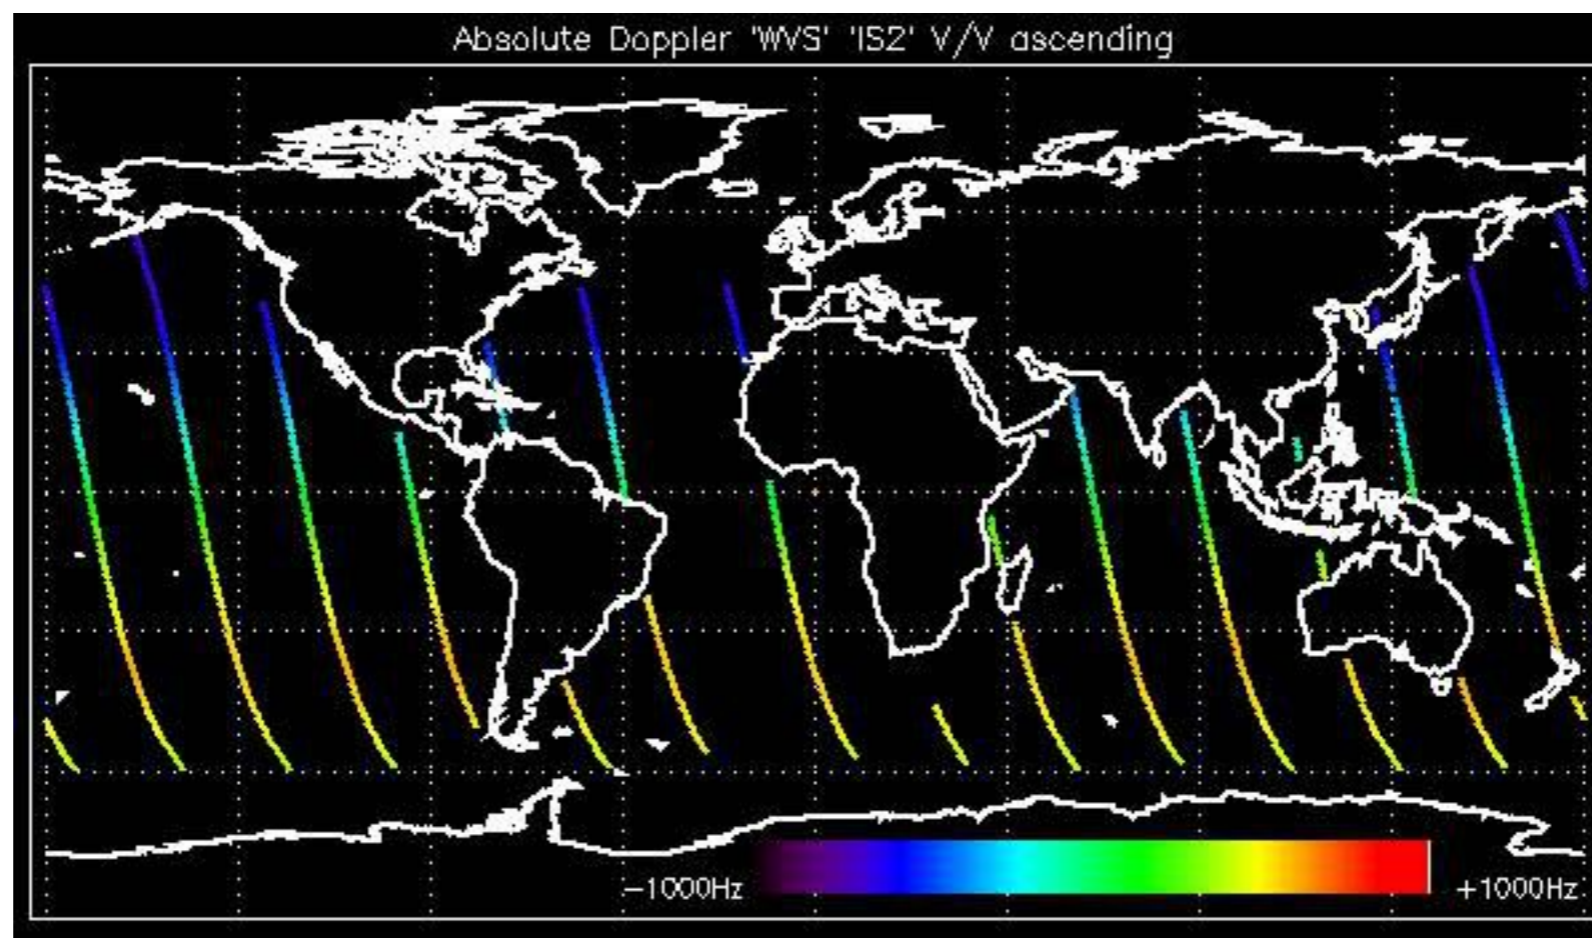 Absolute Doppler 'WVS' 'IS2' V/V ascending
-1000Hz +1000Hz